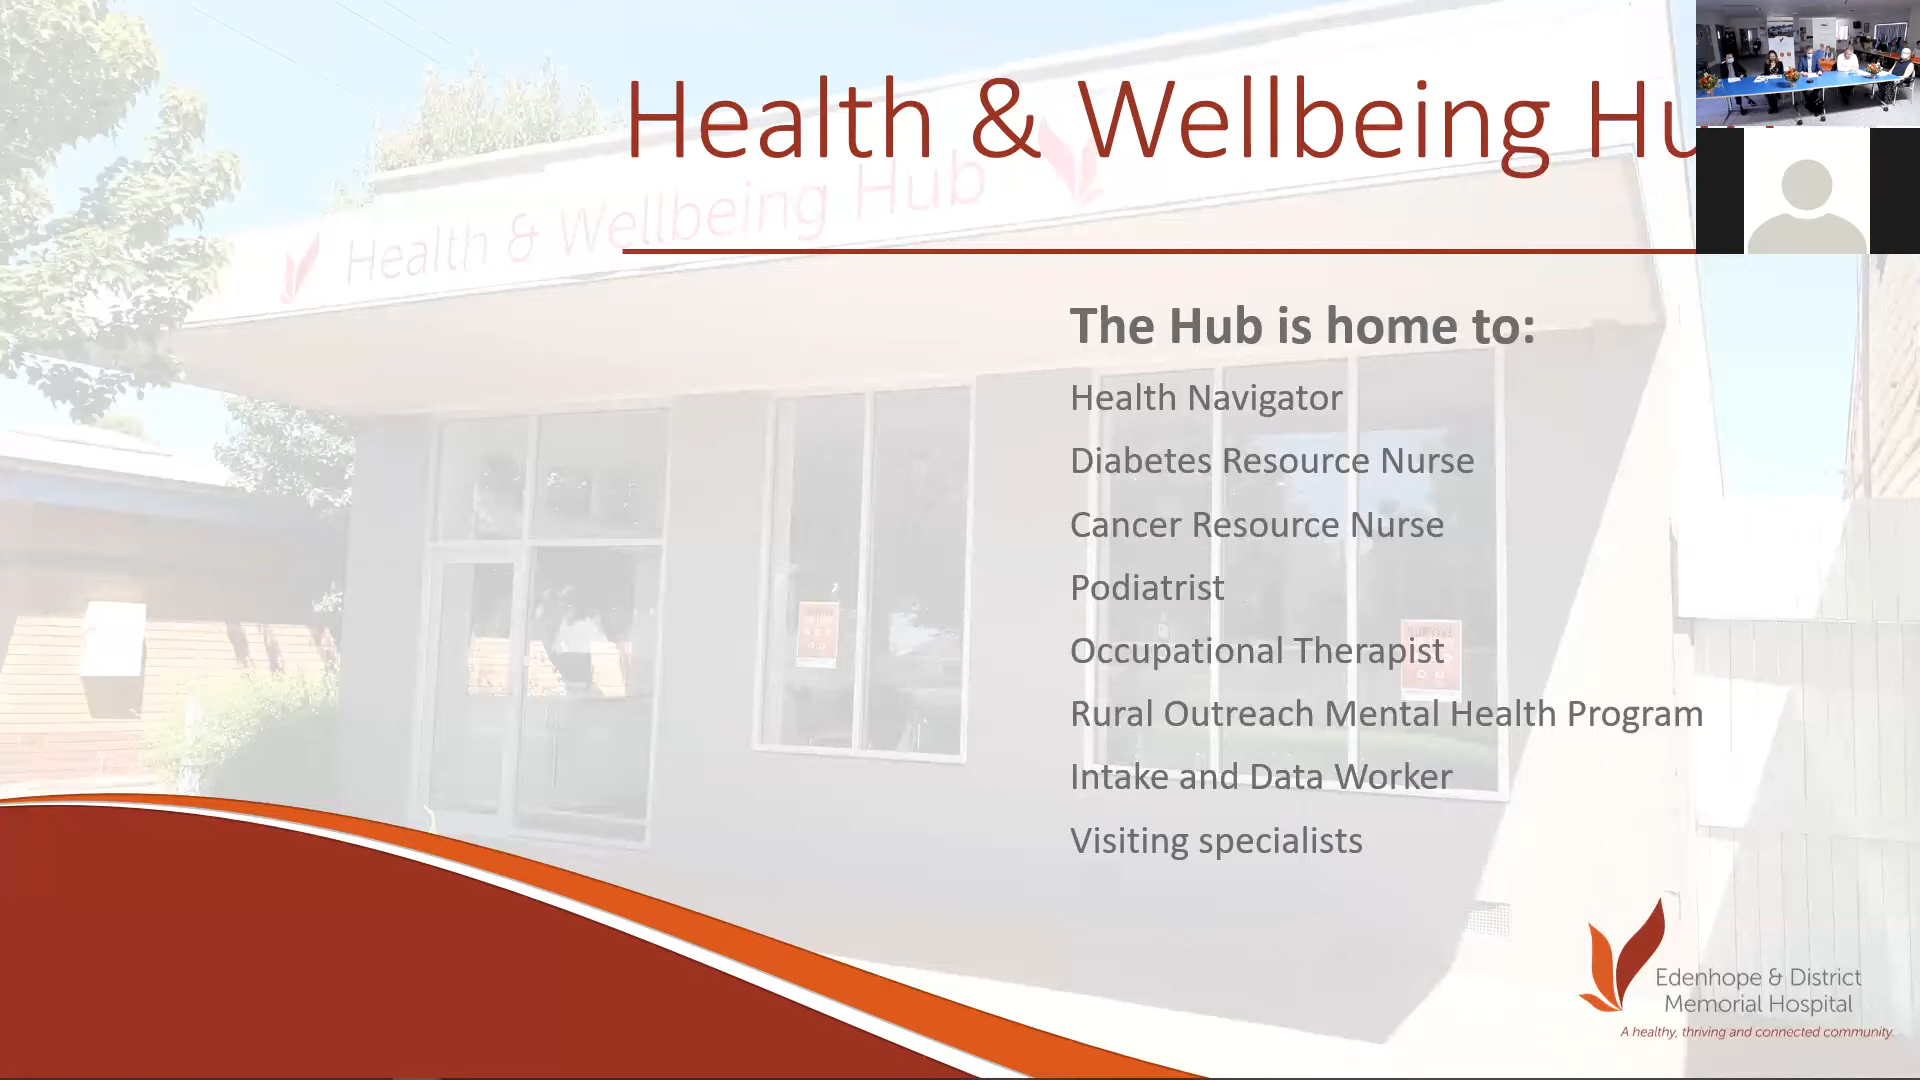 Health & Wellbeing Hu
Health & Wellbeing Hub
The Hub is home to:
Health Navigator
Diabetes Resource Nurse
Cancer Resource Nurse
Podiatrist
Occupational Therapist
Rural Outreach Mental Health Program
Intake and Data Worker
Visiting specialists
Edenhope & District
Memorial Hospital
A healthy, thriving and connected community.